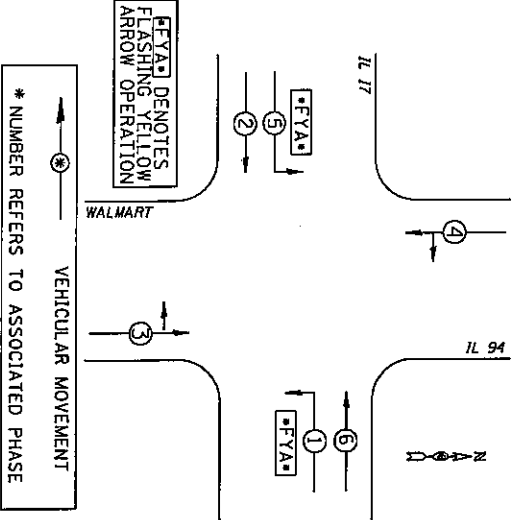 IL 17
*FYA*
5
2
4
IL 94
N
WALMART
3
6
1
*FYA*
*FYA* DENOTES
FLASHING YELLOW
ARROW OPERATION
* VEHICULAR MOVEMENT
* NUMBER REFERS TO ASSOCIATED PHASE